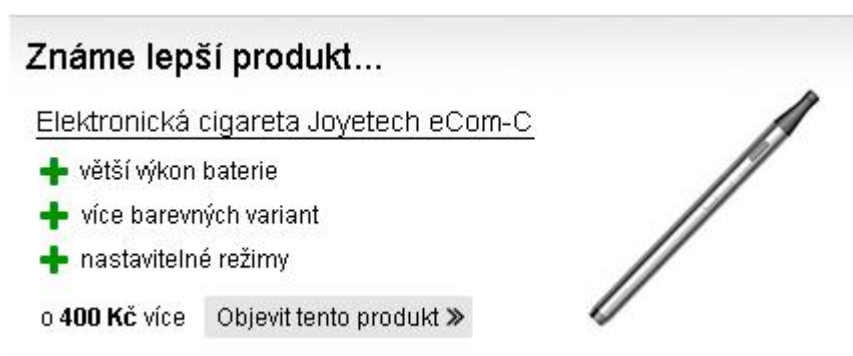 Známe lepší produkt...
Elektronická cigareta Joyetech eCom-C
větší výkon baterie
více barevných variant
nastavitelné režimy
o 400 Kč více Objevit tento produkt »